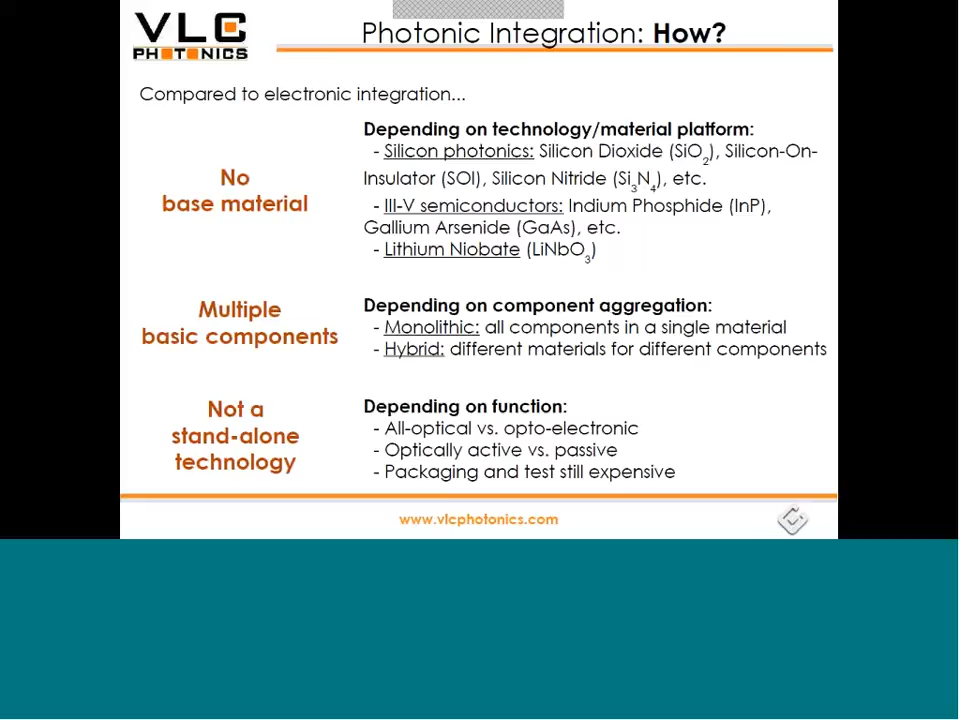 VLC
PHOTONICS
Photonic Integration: How?
Compared to electronic integration...
No
base material
Depending on technology/material platform:
- Silicon photonics: Silicon Dioxide (SiO2), Silicon-On-
Insulator (SOI), Silicon Nitride (Si3N4), etc.
- III-V semiconductors: Indium Phosphide (InP),
Gallium Arsenide (GaAs), etc.
- Lithium Niobate (LiNbO3)
Multiple
basic components
Depending on component aggregation:
- Monolithic: all components in a single material
- Hybrid: different materials for different components
Not a
stand-alone
technology
Depending on function:
- All-optical vs. opto-electronic
- Optically active vs. passive
- Packaging and test still expensive
www.vlcphotonics.com